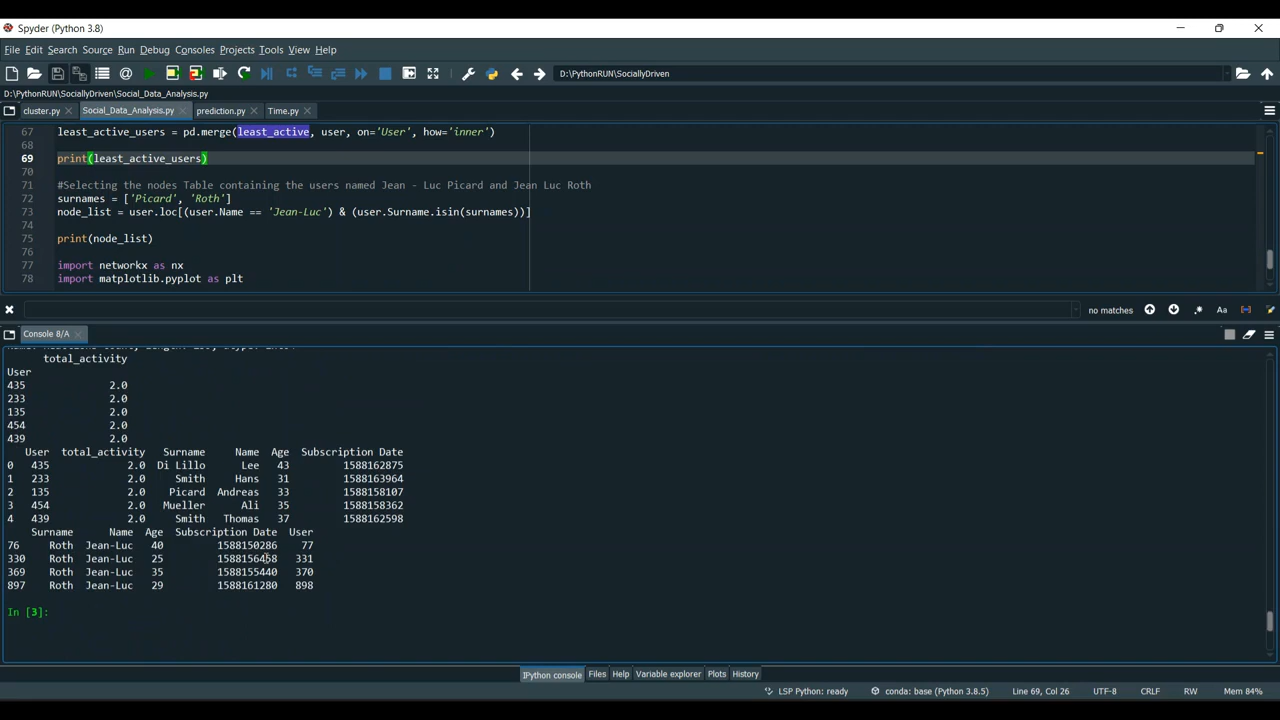 Spyder (Python 3.8)
File Edit Search Source Run Debug Consoles Projects Tools View Help
D:\PythonRUN\SociallyDriven
D:\PythonRUN\SociallyDriven\Social_Data_Analysis.py
cluster.py Social_Data_Analysis.py prediction.py Time.py
67 least_active_users = pd.merge(least_active, user, on='User', how='inner')
68
69 print(least_active_users)
70
71 #Selecting the nodes Table containing the users named Jean - Luc Picard and Jean Luc Roth
72 surnames = ['Picard', 'Roth']
73 node_list = user.loc[(user.Name == 'Jean-Luc') & (user.Surname.isin(surnames))]
74
75 print(node_list)
76
77 import networkx as nx
78 import matplotlib.pyplot as plt
no matches Aa
Console 8/A
total_activity
User
435 2.0
233 2.0
135 2.0
454 2.0
439 2.0
User total_activity Surname Name Age Subscription Date
0 435 2.0 Di Lillo Lee 43 1588162875
1 233 2.0 Smith Hans 31 1588163964
2 135 2.0 Picard Andreas 33 1588158107
3 454 2.0 Mueller Ali 35 1588158362
4 439 2.0 Smith Thomas 37 1588162598
Surname Name Age Subscription Date User
76 Roth Jean-Luc 40 1588150286 77
330 Roth Jean-Luc 25 1588156458 331
369 Roth Jean-Luc 35 1588155440 370
897 Roth Jean-Luc 29 1588161280 898
In [3]:
IPython console Files Help Variable explorer Plots History
LSP Python: ready conda: base (Python 3.8.5) Line 69, Col 26 UTF-8 CRLF RW Mem 84%